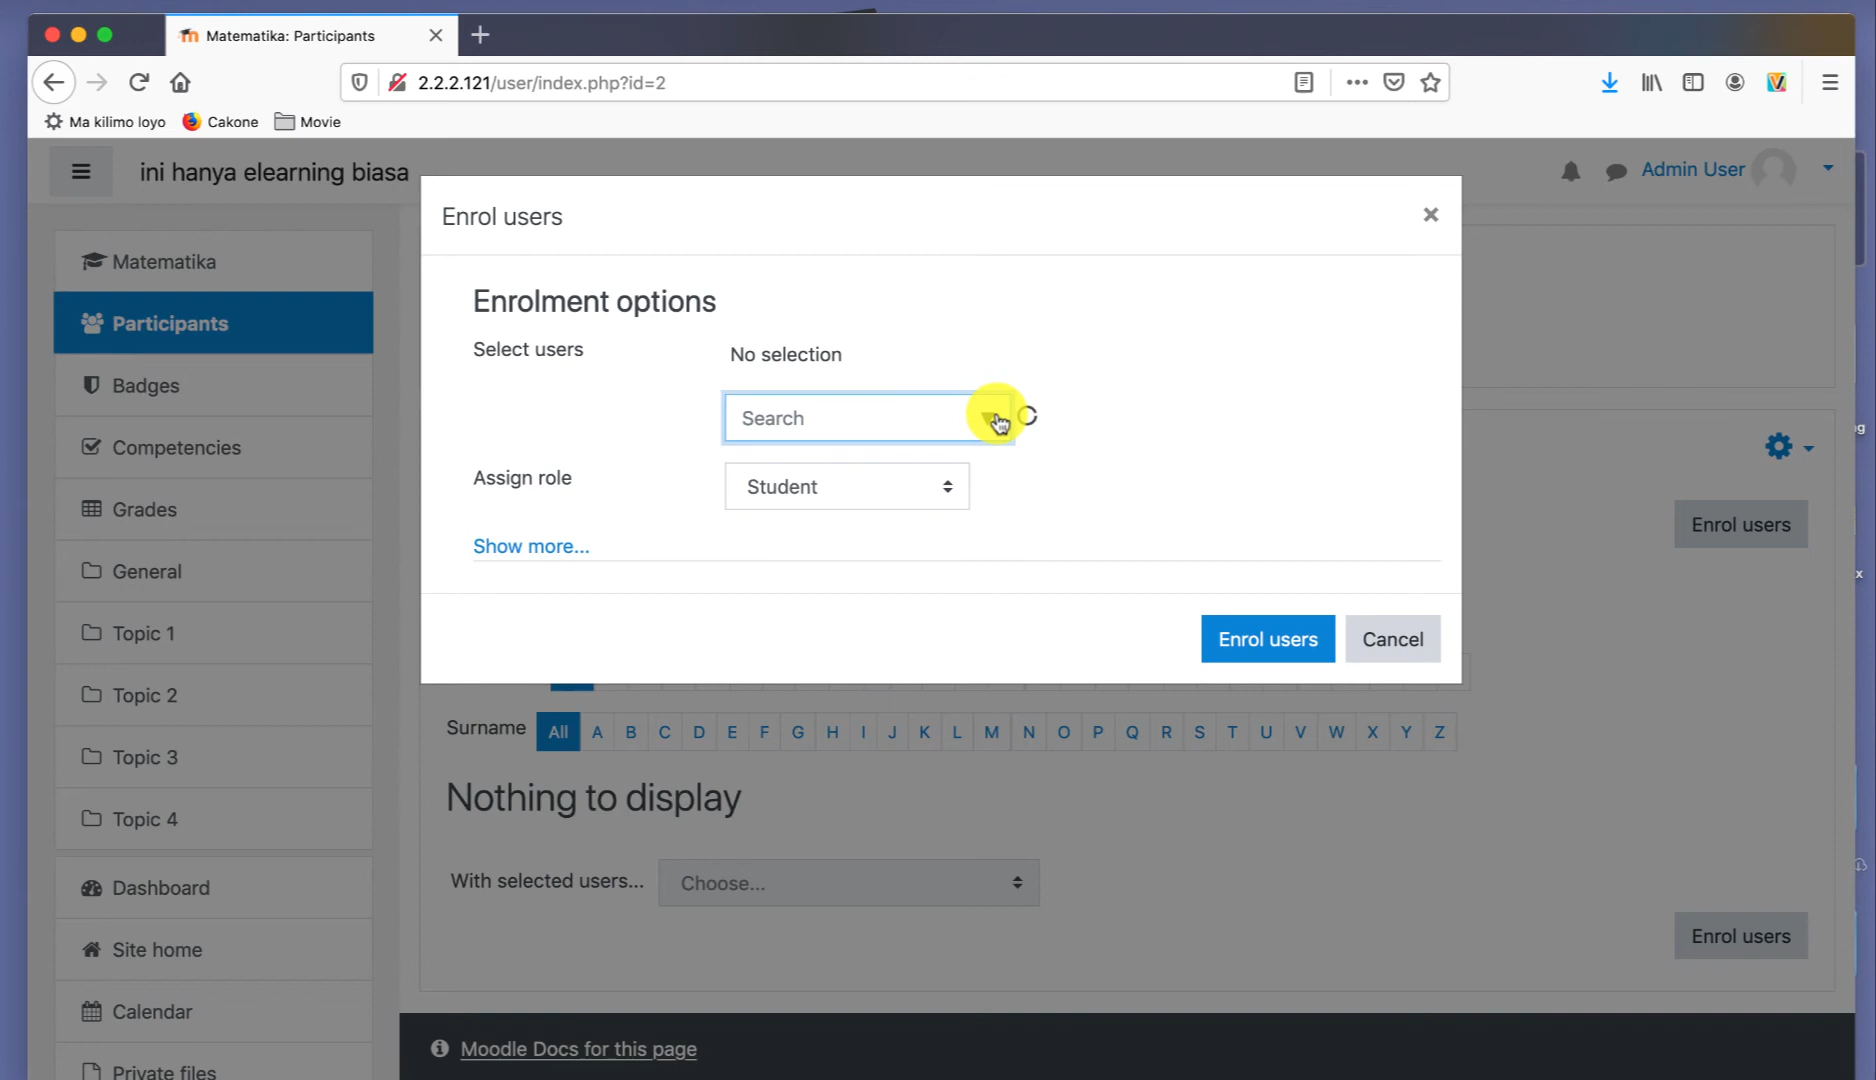 Matematika: Participants
2.2.2.121/user/index.php?id=2
Ma kilimo loyo
Cakone
Movie
ini hanya elearning biasa
Admin User
Enrol users
Enrolment options
Select users
No selection
Search
Assign role
Student
Show more...
Enrol users
Cancel
Matematika
Participants
Badges
Competencies
Grades
General
Topic 1
Topic 2
Topic 3
Topic 4
Dashboard
Site home
Calendar
Private files
Enrol users
Surname All A B C D E F G H I J K L M N O P Q R S T U V W X Y Z
Nothing to display
With selected users... Choose...
Enrol users
Moodle Docs for this page